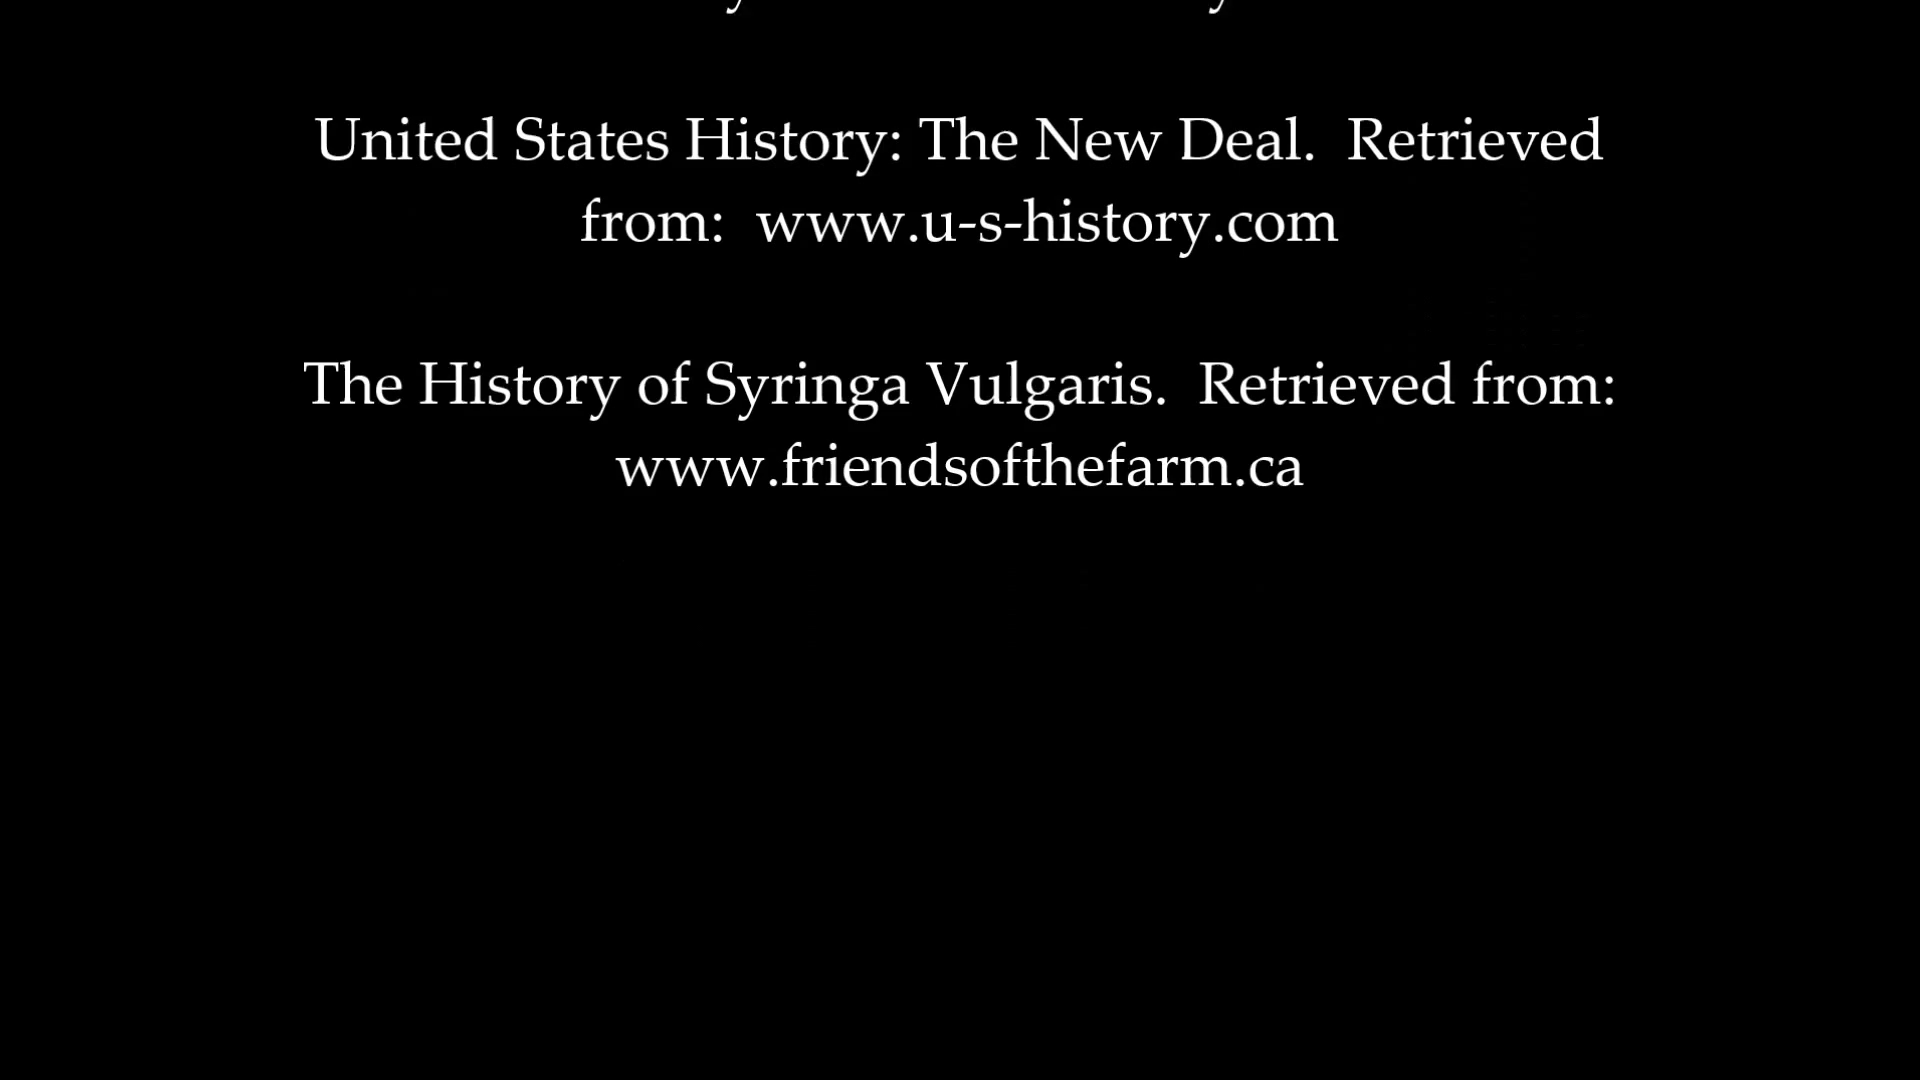 United States History: The New Deal.  Retrieved
from:  www.u-s-history.com
The History of Syringa Vulgaris.  Retrieved from:
www.friendsofthefarm.ca